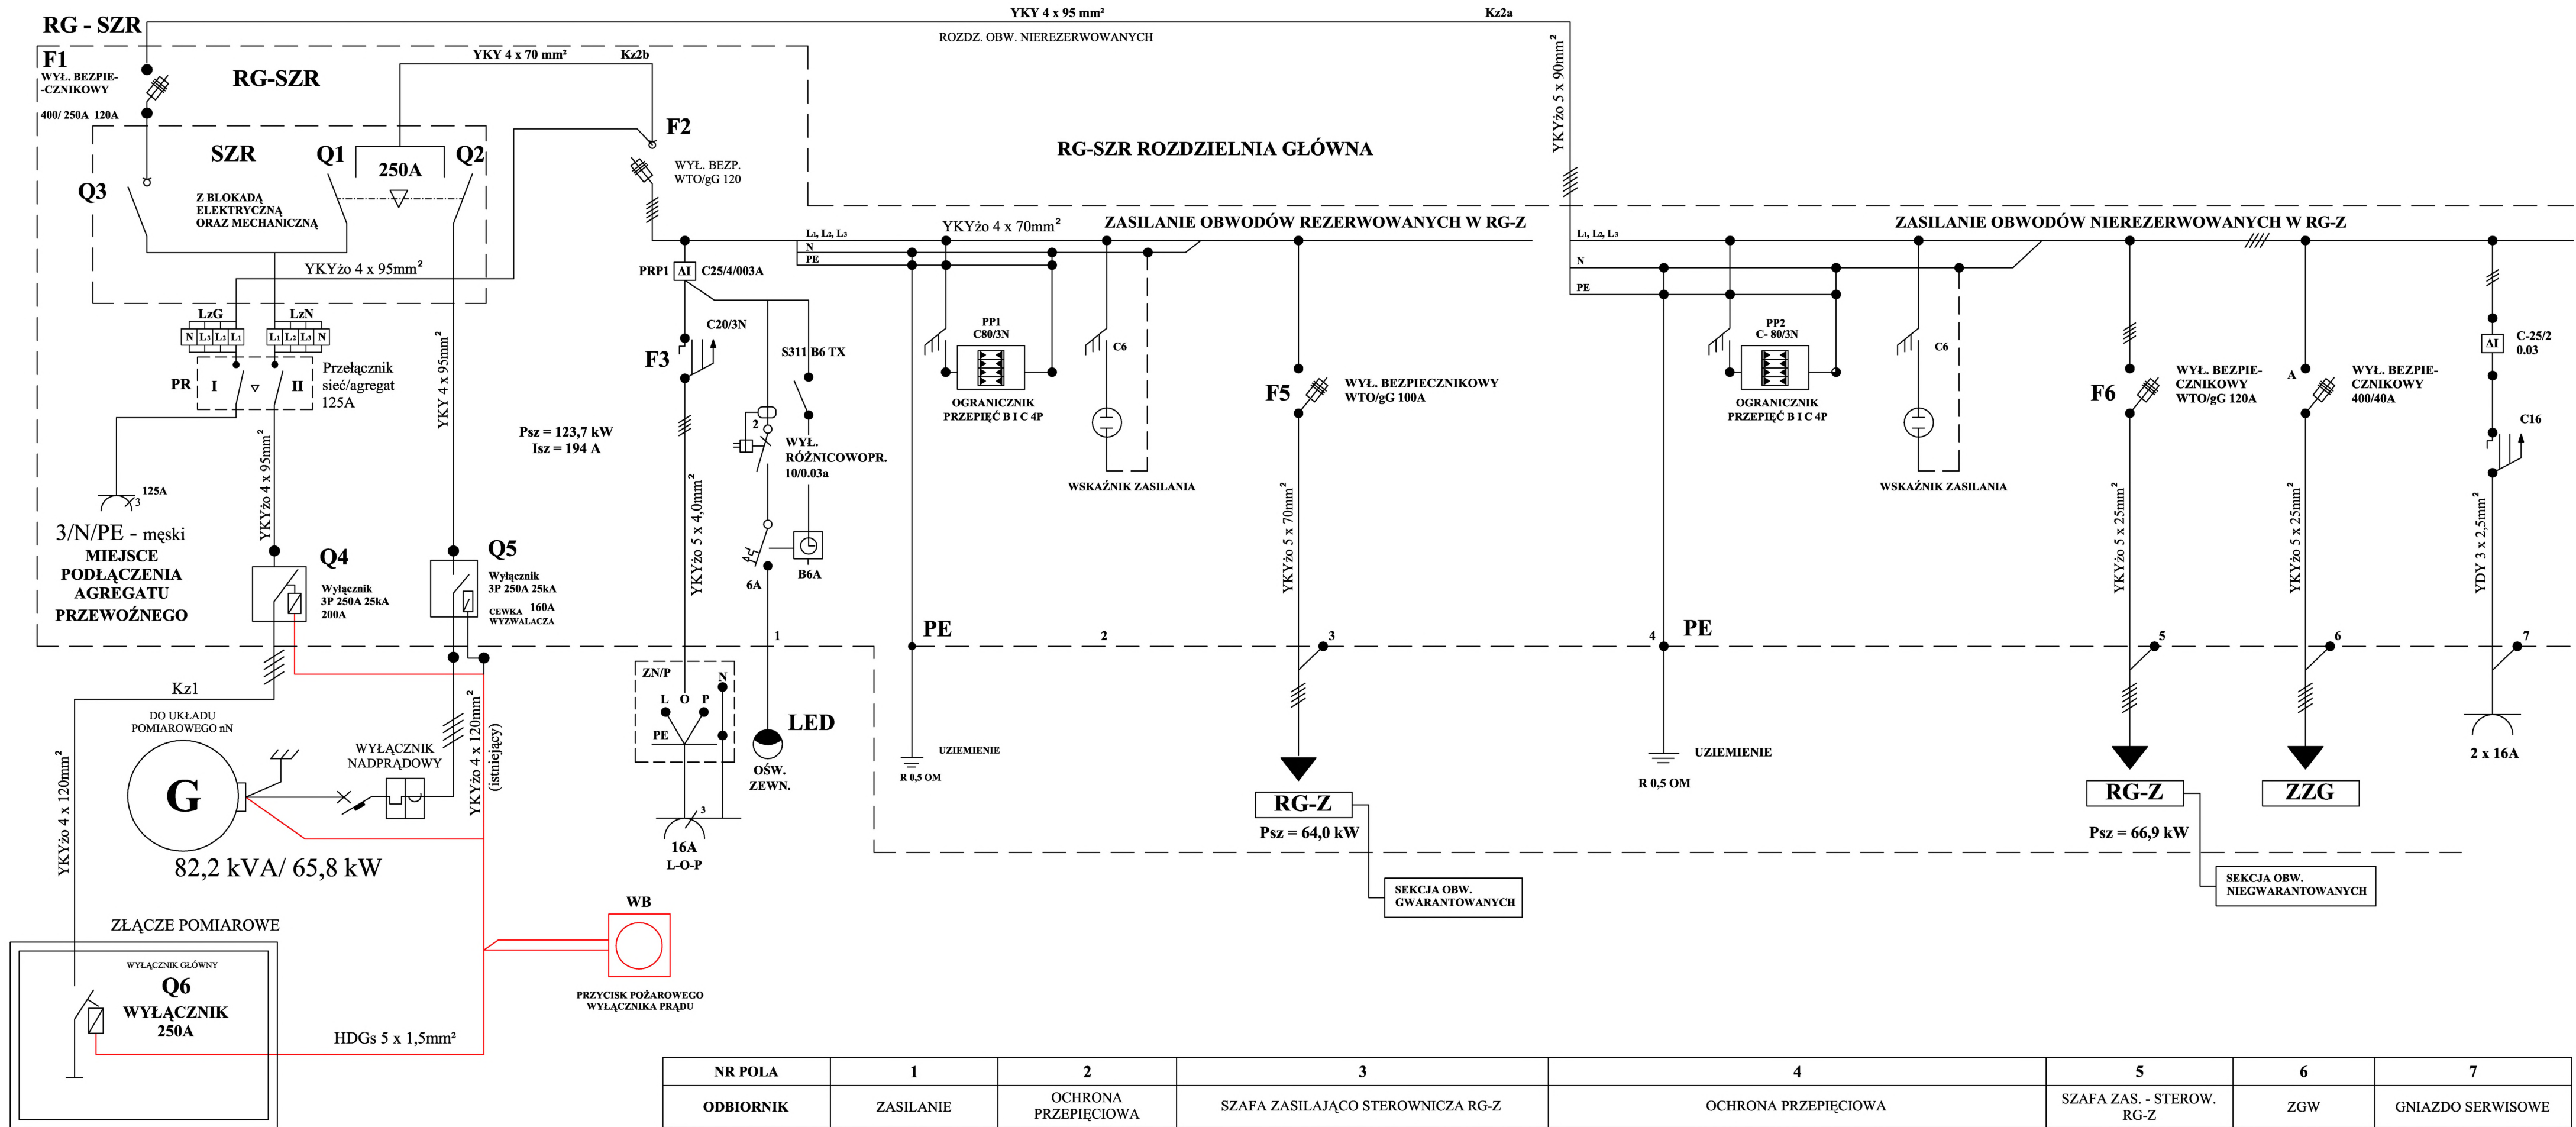 RG - SZR
YKY 4 x 95 mm²
Kz2a
ROZDZ. OBW. NIEREZERWOWANYCH
F1
WYŁ. BEZPIE-
-CZNIKOWY
400/ 250A 120A
RG-SZR
YKY 4 x 70 mm²
Kz2b
YKYżo 5 x 90mm²
SZR
Q1
250A
Q2
Q3
Z BLOKADĄ
ELEKTRYCZNĄ
ORAZ MECHANICZNĄ
F2
WYŁ. BEZP.
WTO/gG 120
RG-SZR ROZDZIELNIA GŁÓWNA
YKYżo 4 x 95mm²
L1, L2, L3
N
PE
YKYżo 4 x 70mm²
ZASILANIE OBWODÓW REZERWOWANYCH W RG-Z
L1, L2, L3
N
PE
ZASILANIE OBWODÓW NIEREZERWOWANYCH W RG-Z
PRP1
ΔI
C25/4/003A
LzG
LzN
N L3 L2 L1
L1 L2 L3 N
PR
I
II
Przełącznik
sieć/agregat
125A
YKY 4 x 95mm²
C20/3N
F3
S311 B6 TX
PP1
C80/3N
OGRANICZNIK
PRZEPIĘĆ B I C 4P
C6
WSKAŹNIK ZASILANIA
F5
WYŁ. BEZPIECZNIKOWY
WTO/gG 100A
PP2
C- 80/3N
OGRANICZNIK
PRZEPIĘĆ B I C 4P
C6
WSKAŹNIK ZASILANIA
F6
WYŁ. BEZPIE-
CZNIKOWY
WTO/gG 120A
A
WYŁ. BEZPIE-
CZNIKOWY
400/40A
ΔI
C-25/2
0.03
C16
Psz = 123,7 kW
Isz = 194 A
2
WYŁ.
RÓŻNICOWOPR.
10/0.03a
6A
B6A
125A
3
3/N/PE - męski
MIEJSCE
PODŁĄCZENIA
AGREGATU
PRZEWOŹNEGO
YKYżo 4 x 95mm²
YKYżo 5 x 4,0mm²
YKYżo 5 x 70mm²
YKYżo 5 x 25mm²
YKYżo 5 x 25mm²
YDY 3 x 2,5mm²
Q4
Wyłącznik
3P 250A 25kA
200A
Q5
Wyłącznik
3P 250A 25kA
CEWKA 160A
WYZWALACZA
1
PE
2
3
4
PE
5
6
7
Kz1
DO UKŁADU
POMIAROWEGO nN
G
82,2 kVA/ 65,8 kW
WYŁĄCZNIK
NADPRĄDOWY
YKYżo 4 x 120mm²
YKYżo 4 x 120mm²
(istniejący)
ZN/P
L O P
N
PE
3
16A
L-O-P
LED
OŚW.
ZEWN.
UZIEMIENIE
R 0,5 OM
RG-Z
Psz = 64,0 kW
SEKCJA OBW.
GWARANTOWANYCH
UZIEMIENIE
R 0,5 OM
RG-Z
Psz = 66,9 kW
SEKCJA OBW.
NIEGWARANTOWANYCH
ZZG
2 x 16A
ZŁĄCZE POMIAROWE
WYŁĄCZNIK GŁÓWNY
Q6
WYŁĄCZNIK
250A
HDGs 5 x 1,5mm²
WB
PRZYCISK POŻAROWEGO
WYŁĄCZNIKA PRĄDU
NR POLA 1 2 3 4 5 6 7
ODBIORNIK
ZASILANIE
OCHRONA
PRZEPIĘCIOWA
SZAFA ZASILAJĄCO STEROWNICZA RG-Z
OCHRONA PRZEPIĘCIOWA
SZAFA ZAS. - STEROW.
RG-Z
ZGW
GNIAZDO SERWISOWE